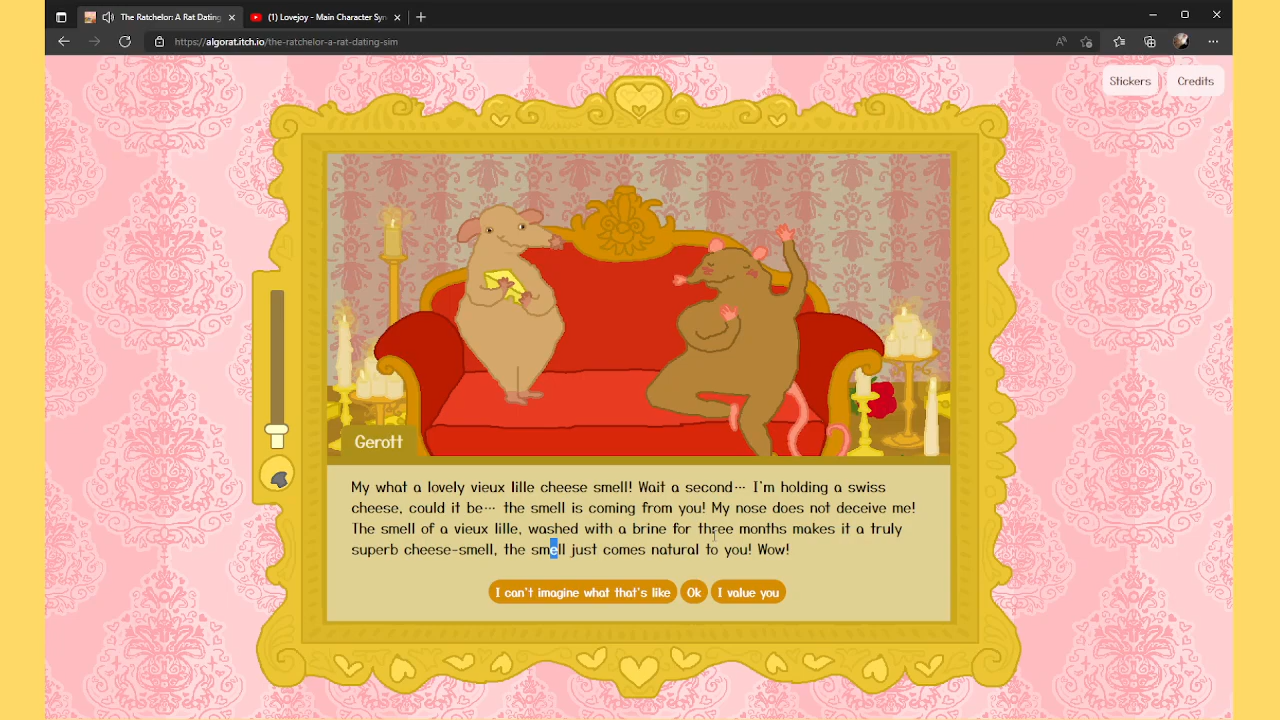 The Ratchelor: A Rat Dating
(1) Lovejoy - Main Character Syn
https://algorat.itch.io/the-ratchelor-a-rat-dating-sim
Stickers
Credits
Gerott
My what a lovely vieux lille cheese smell! Wait a second... I'm holding a swiss
cheese, could it be... the smell is coming from you! My nose does not deceive me!
The smell of a vieux lille, washed with a brine for three months makes it a truly
superb cheese-smell, the smell just comes natural to you! Wow!
I can't imagine what that's like
Ok
I value you